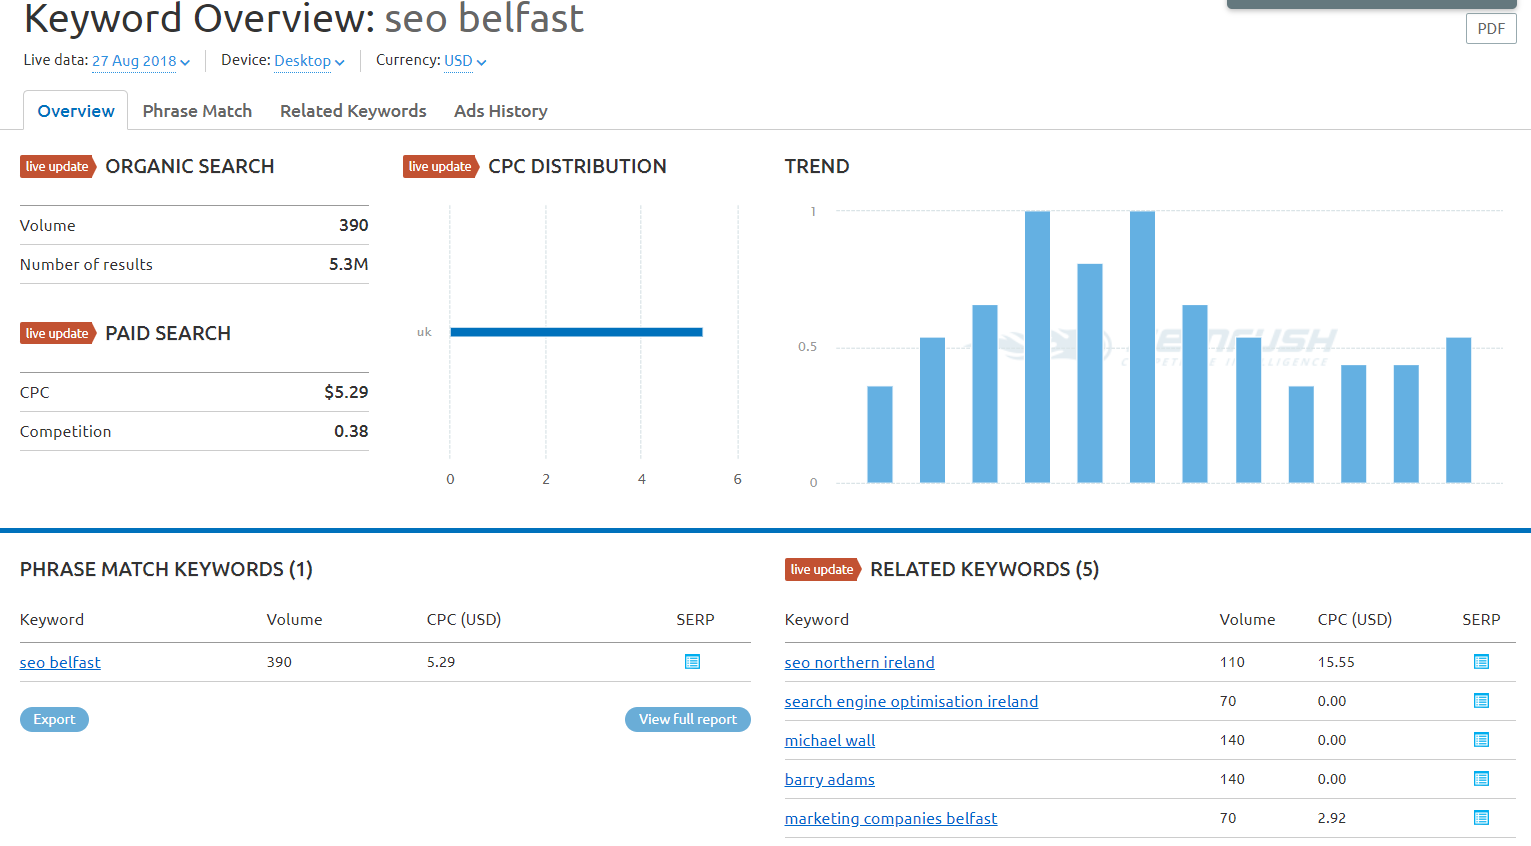 Keyword Overview: seo belfast
PDF
Live data: 27 Aug 2018 Device: Desktop Currency: USD
Overview Phrase Match Related Keywords Ads History
live update ORGANIC SEARCH
Volume 390
Number of results 5.3M
live update PAID SEARCH
CPC $5.29
Competition 0.38
live update CPC DISTRIBUTION
uk
0 2 4 6
TREND
1
0.5
0
PHRASE MATCH KEYWORDS (1)
Keyword Volume CPC (USD) SERP
seo belfast 390 5.29
Export View full report
live update RELATED KEYWORDS (5)
Keyword Volume CPC (USD) SERP
seo northern ireland 110 15.55
search engine optimisation ireland 70 0.00
michael wall 140 0.00
barry adams 140 0.00
marketing companies belfast 70 2.92